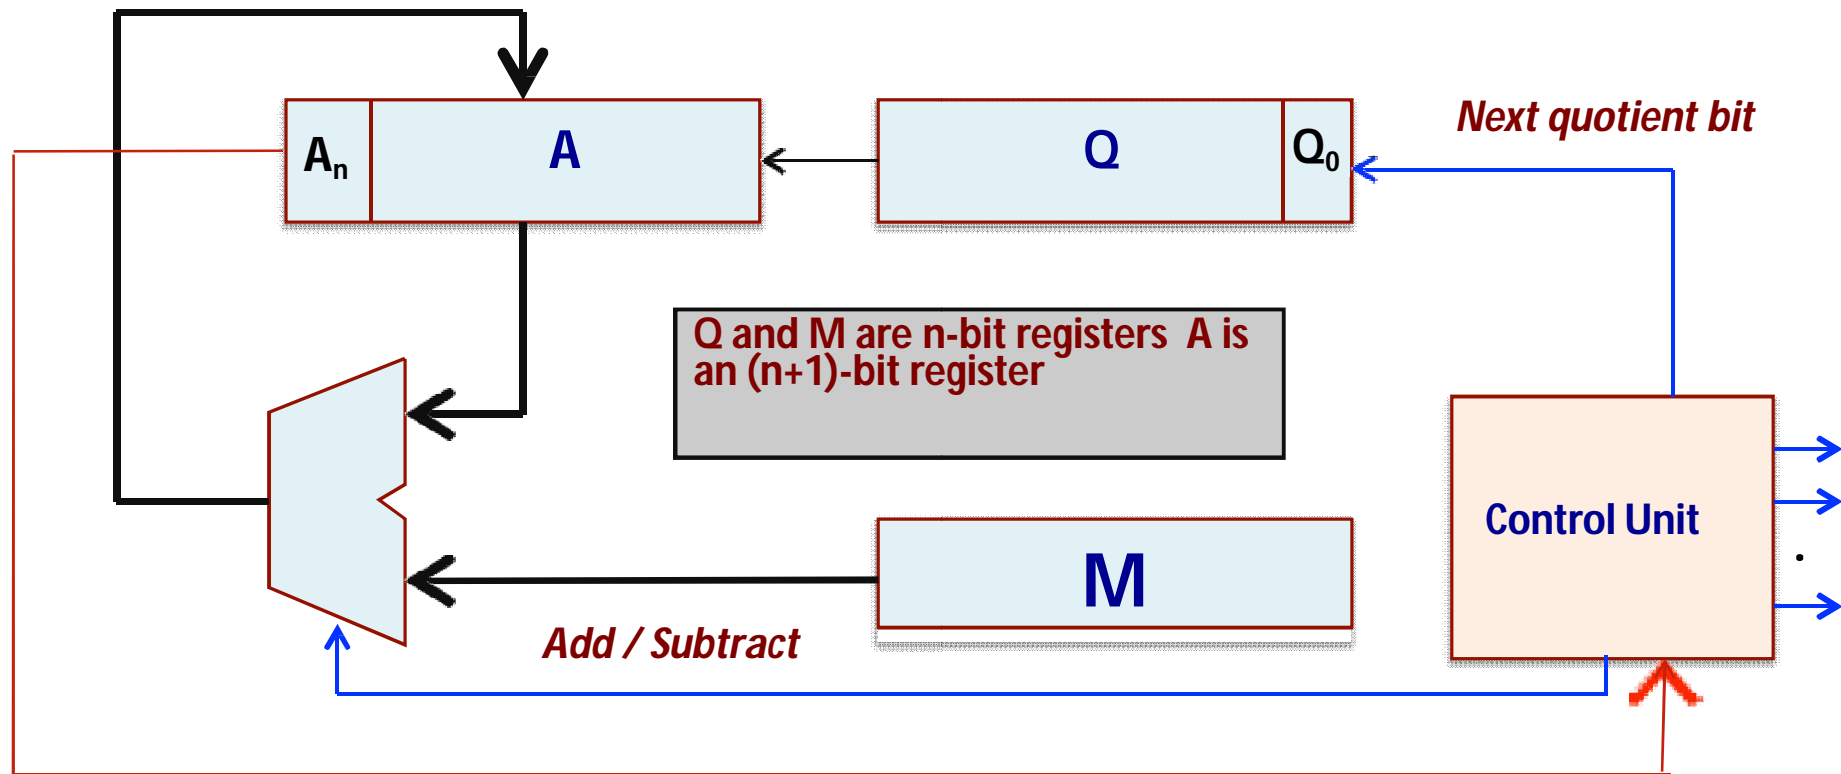 Next quotient bit
Aₙ A Q Q₀
Q and M are n-bit registers A is
an (n+1)-bit register
Control Unit
.
M
Add / Subtract